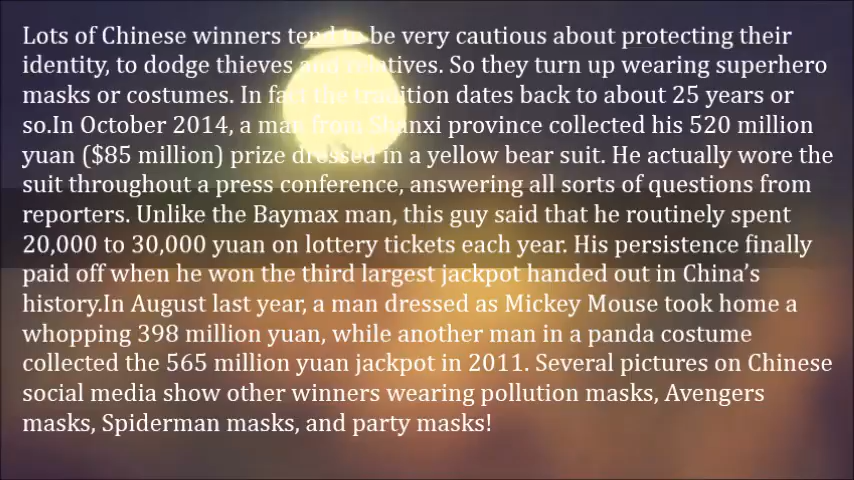 Lots of Chinese winners tend to be very cautious about protecting their
identity, to dodge thieves and relatives. So they turn up wearing superhero
masks or costumes. In fact the tradition dates back to about 25 years or
so.In October 2014, a man from Shanxi province collected his 520 million
yuan ($85 million) prize dressed in a yellow bear suit. He actually wore the
suit throughout a press conference, answering all sorts of questions from
reporters. Unlike the Baymax man, this guy said that he routinely spent
20,000 to 30,000 yuan on lottery tickets each year. His persistence finally
paid off when he won the third largest jackpot handed out in China’s
history.In August last year, a man dressed as Mickey Mouse took home a
whopping 398 million yuan, while another man in a panda costume
collected the 565 million yuan jackpot in 2011. Several pictures on Chinese
social media show other winners wearing pollution masks, Avengers
masks, Spiderman masks, and party masks!